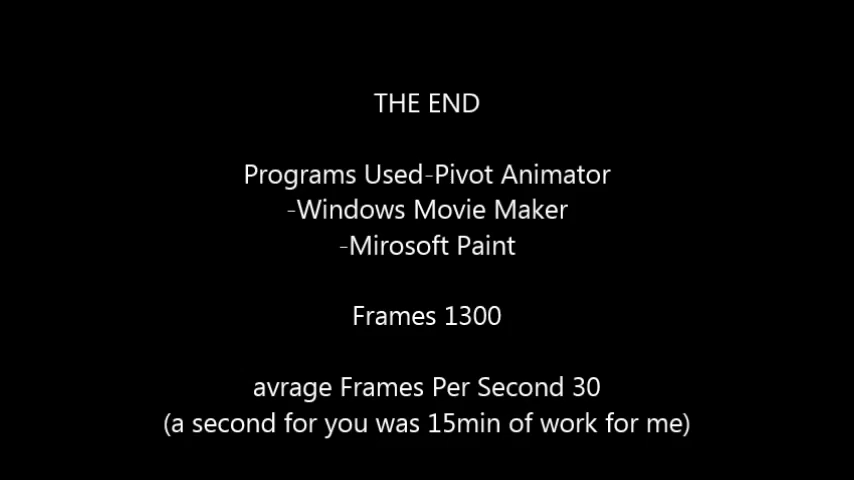 THE END
Programs Used-Pivot Animator
-Windows Movie Maker
-Mirosoft Paint
Frames 1300
avrage Frames Per Second 30
(a second for you was 15min of work for me)